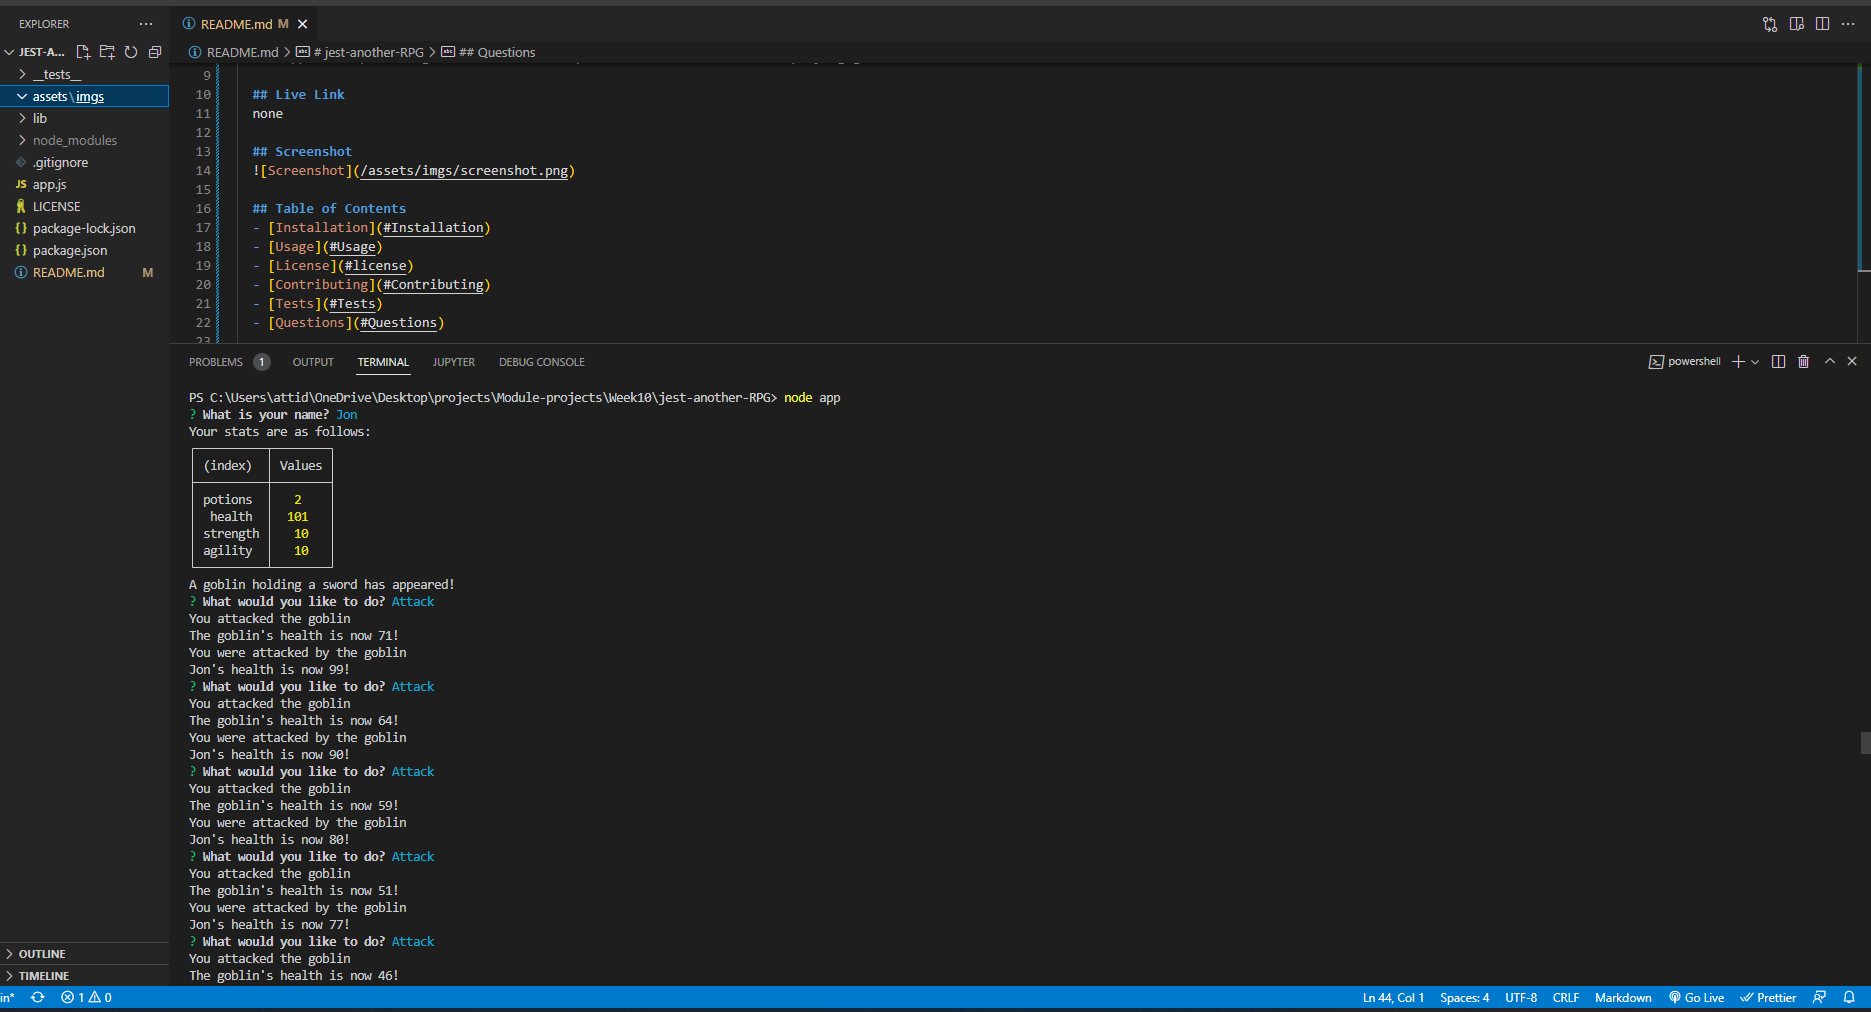 EXPLORER
README.md M
JEST-A...
README.md > # jest-another-RPG > ## Questions
__tests__
assets\imgs
lib
node_modules
.gitignore
JS app.js
LICENSE
{} package-lock.json
{} package.json
README.md M
9
10 ## Live Link
11 none
12
13 ## Screenshot
14 ![Screenshot](/assets/imgs/screenshot.png)
15
16 ## Table of Contents
17 - [Installation](#Installation)
18 - [Usage](#Usage)
19 - [License](#license)
20 - [Contributing](#Contributing)
21 - [Tests](#Tests)
22 - [Questions](#Questions)
23
PROBLEMS 1 OUTPUT TERMINAL JUPYTER DEBUG CONSOLE
powershell
PS C:\Users\attid\OneDrive\Desktop\projects\Module-projects\Week10\jest-another-RPG> node app
? What is your name? Jon
Your stats are as follows:
(index) Values
potions 2
health 101
strength 10
agility 10
A goblin holding a sword has appeared!
? What would you like to do? Attack
You attacked the goblin
The goblin's health is now 71!
You were attacked by the goblin
Jon's health is now 99!
? What would you like to do? Attack
You attacked the goblin
The goblin's health is now 64!
You were attacked by the goblin
Jon's health is now 90!
? What would you like to do? Attack
You attacked the goblin
The goblin's health is now 59!
You were attacked by the goblin
Jon's health is now 80!
? What would you like to do? Attack
You attacked the goblin
The goblin's health is now 51!
You were attacked by the goblin
Jon's health is now 77!
? What would you like to do? Attack
You attacked the goblin
The goblin's health is now 46!
OUTLINE
TIMELINE
in* 1 0
Ln 44, Col 1 Spaces: 4 UTF-8 CRLF Markdown Go Live Prettier